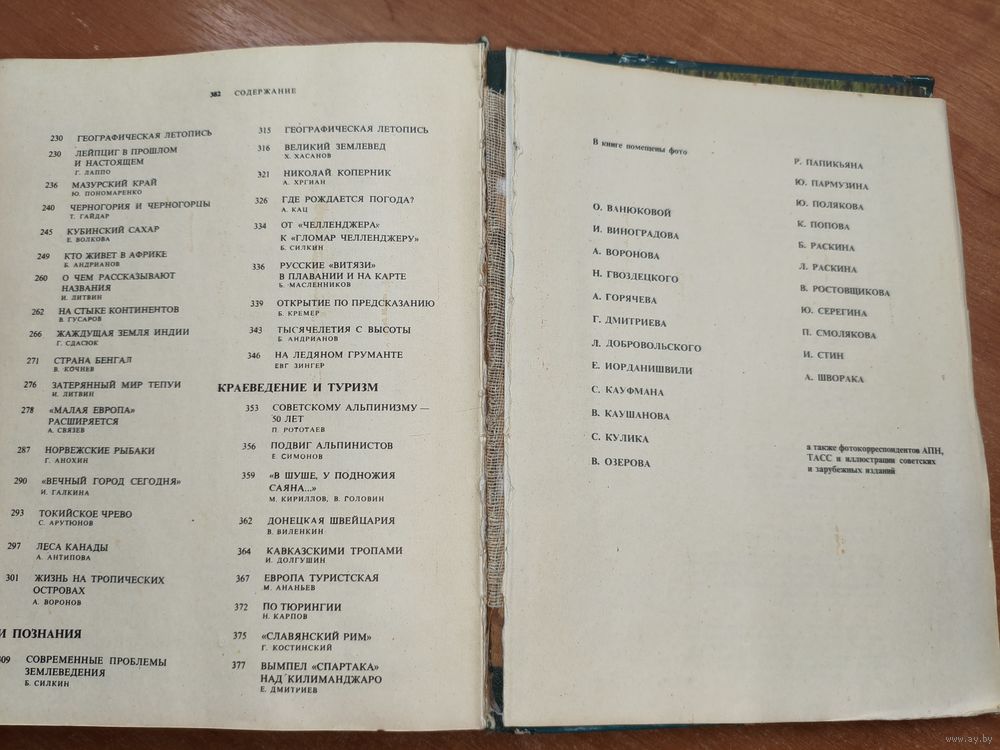 382 СОДЕРЖАНИЕ
230 ГЕОГРАФИЧЕСКАЯ ЛЕТОПИСЬ
230 ЛЕЙПЦИГ В ПРОШЛОМ
И НАСТОЯЩЕМ
Г. ЛАППО
236 МАЗУРСКИЙ КРАЙ
Ю. ПОНОМАРЕНКО
240 ЧЕРНОГОРИЯ И ЧЕРНОГОРЦЫ
Т. ГАЙДАР
245 КУБИНСКИЙ САХАР
Е. ВОЛКОВА
249 КТО ЖИВЕТ В АФРИКЕ
Б. АНДРИАНОВ
260 О ЧЕМ РАССКАЗЫВАЮТ
НАЗВАНИЯ
И. ЛИТВИН
262 НА СТЫКЕ КОНТИНЕНТОВ
В. ГУСАРОВ
266 ЖАЖДУЩАЯ ЗЕМЛЯ ИНДИИ
Г. СДАСЮК
271 СТРАНА БЕНГАЛ
В. КОЧНЕВ
276 ЗАТЕРЯННЫЙ МИР ТЕПУИ
И. ЛИТВИН
278 «МАЛАЯ ЕВРОПА»
РАСШИРЯЕТСЯ
А. СВЯЗЕВ
287 НОРВЕЖСКИЕ РЫБАКИ
Г. АНОХИН
290 «ВЕЧНЫЙ ГОРОД СЕГОДНЯ»
И. ГАЛКИНА
293 ТОКИЙСКОЕ ЧРЕВО
С. АРУТЮНОВ
297 ЛЕСА КАНАДЫ
А. АНТИПОВА
301 ЖИЗНЬ НА ТРОПИЧЕСКИХ
ОСТРОВАХ
А. ВОРОНОВ
И ПОЗНАНИЯ
309 СОВРЕМЕННЫЕ ПРОБЛЕМЫ
ЗЕМЛЕВЕДЕНИЯ
Б. СИЛКИН
315 ГЕОГРАФИЧЕСКАЯ ЛЕТОПИСЬ
316 ВЕЛИКИЙ ЗЕМЛЕВЕД
Х. ХАСАНОВ
321 НИКОЛАЙ КОПЕРНИК
А. ХРГИАН
326 ГДЕ РОЖДАЕТСЯ ПОГОДА?
А. КАЦ
334 ОТ «ЧЕЛЛЕНДЖЕРА»
К «ГЛОМАР ЧЕЛЛЕНДЖЕРУ»
Б. СИЛКИН
336 РУССКИЕ «ВИТЯЗИ»
В ПЛАВАНИИ И НА КАРТЕ
Б. МАСЛЕННИКОВ
339 ОТКРЫТИЕ ПО ПРЕДСКАЗАНИЮ
Б. КРЕМЕР
343 ТЫСЯЧЕЛЕТИЯ С ВЫСОТЫ
Б. АНДРИАНОВ
346 НА ЛЕДЯНОМ ГРУМАНТЕ
ЕВГ ЗИНГЕР
КРАЕВЕДЕНИЕ И ТУРИЗМ
353 СОВЕТСКОМУ АЛЬПИНИЗМУ —
50 ЛЕТ
П. РОТОТАЕВ
356 ПОДВИГ АЛЬПИНИСТОВ
Е. СИМОНОВ
359 «В ШУШЕ, У ПОДНОЖИЯ
САЯНА...»
М. КИРИЛЛОВ, В. ГОЛОВИН
362 ДОНЕЦКАЯ ШВЕЙЦАРИЯ
В. ВИЛЕНКИН
364 КАВКАЗСКИМИ ТРОПАМИ
И. ДОЛГУШИН
367 ЕВРОПА ТУРИСТСКАЯ
М. АНАНЬЕВ
372 ПО ТЮРИНГИИ
Н. КАРПОВ
375 «СЛАВЯНСКИЙ РИМ»
Г. КОСТИНСКИЙ
377 ВЫМПЕЛ «СПАРТАКА»
НАД КИЛИМАНДЖАРО
Е. ДМИТРИЕВ
В книге помещены фото
О. ВАНЮКОВОЙ
И. ВИНОГРАДОВА
А. ВОРОНОВА
Н. ГВОЗДЕЦКОГО
А. ГОРЯЧЕВА
Г. ДМИТРИЕВА
Л. ДОБРОВОЛЬСКОГО
Е. ИОРДАНИШВИЛИ
С. КАУФМАНА
В. КАУШАНОВА
С. КУЛИКА
В. ОЗЕРОВА
Р. ПАПИКЬЯНА
Ю. ПАРМУЗИНА
Ю. ПОЛЯКОВА
К. ПОПОВА
Б. РАСКИНА
Л. РАСКИНА
В. РОСТОВЩИКОВА
Ю. СЕРЕГИНА
П. СМОЛЯКОВА
И. СТИН
А. ШВОРАКА
а также фотокорреспондентов АПН,
ТАСС и иллюстрации советских
и зарубежных изданий
www.ay.by